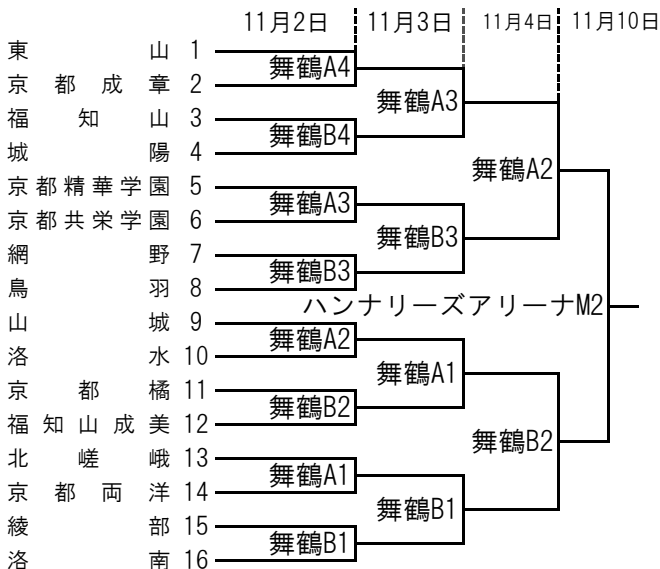 11月2日 11月3日 11月4日 11月10日
東山 1
舞鶴A4
京都成章 2
舞鶴A3
福知山 3
舞鶴B4
城陽 4
舞鶴A2
京都精華学園 5
舞鶴A3
京都共栄学園 6
舞鶴B3
網野 7
舞鶴B3
鳥羽 8
ハンナリーズアリーナM2
山城 9
舞鶴A2
洛水 10
舞鶴A1
京都橘 11
舞鶴B2
福知山成美 12
舞鶴B2
北嵯峨 13
舞鶴A1
京都両洋 14
舞鶴B1
綾部 15
舞鶴B1
洛南 16